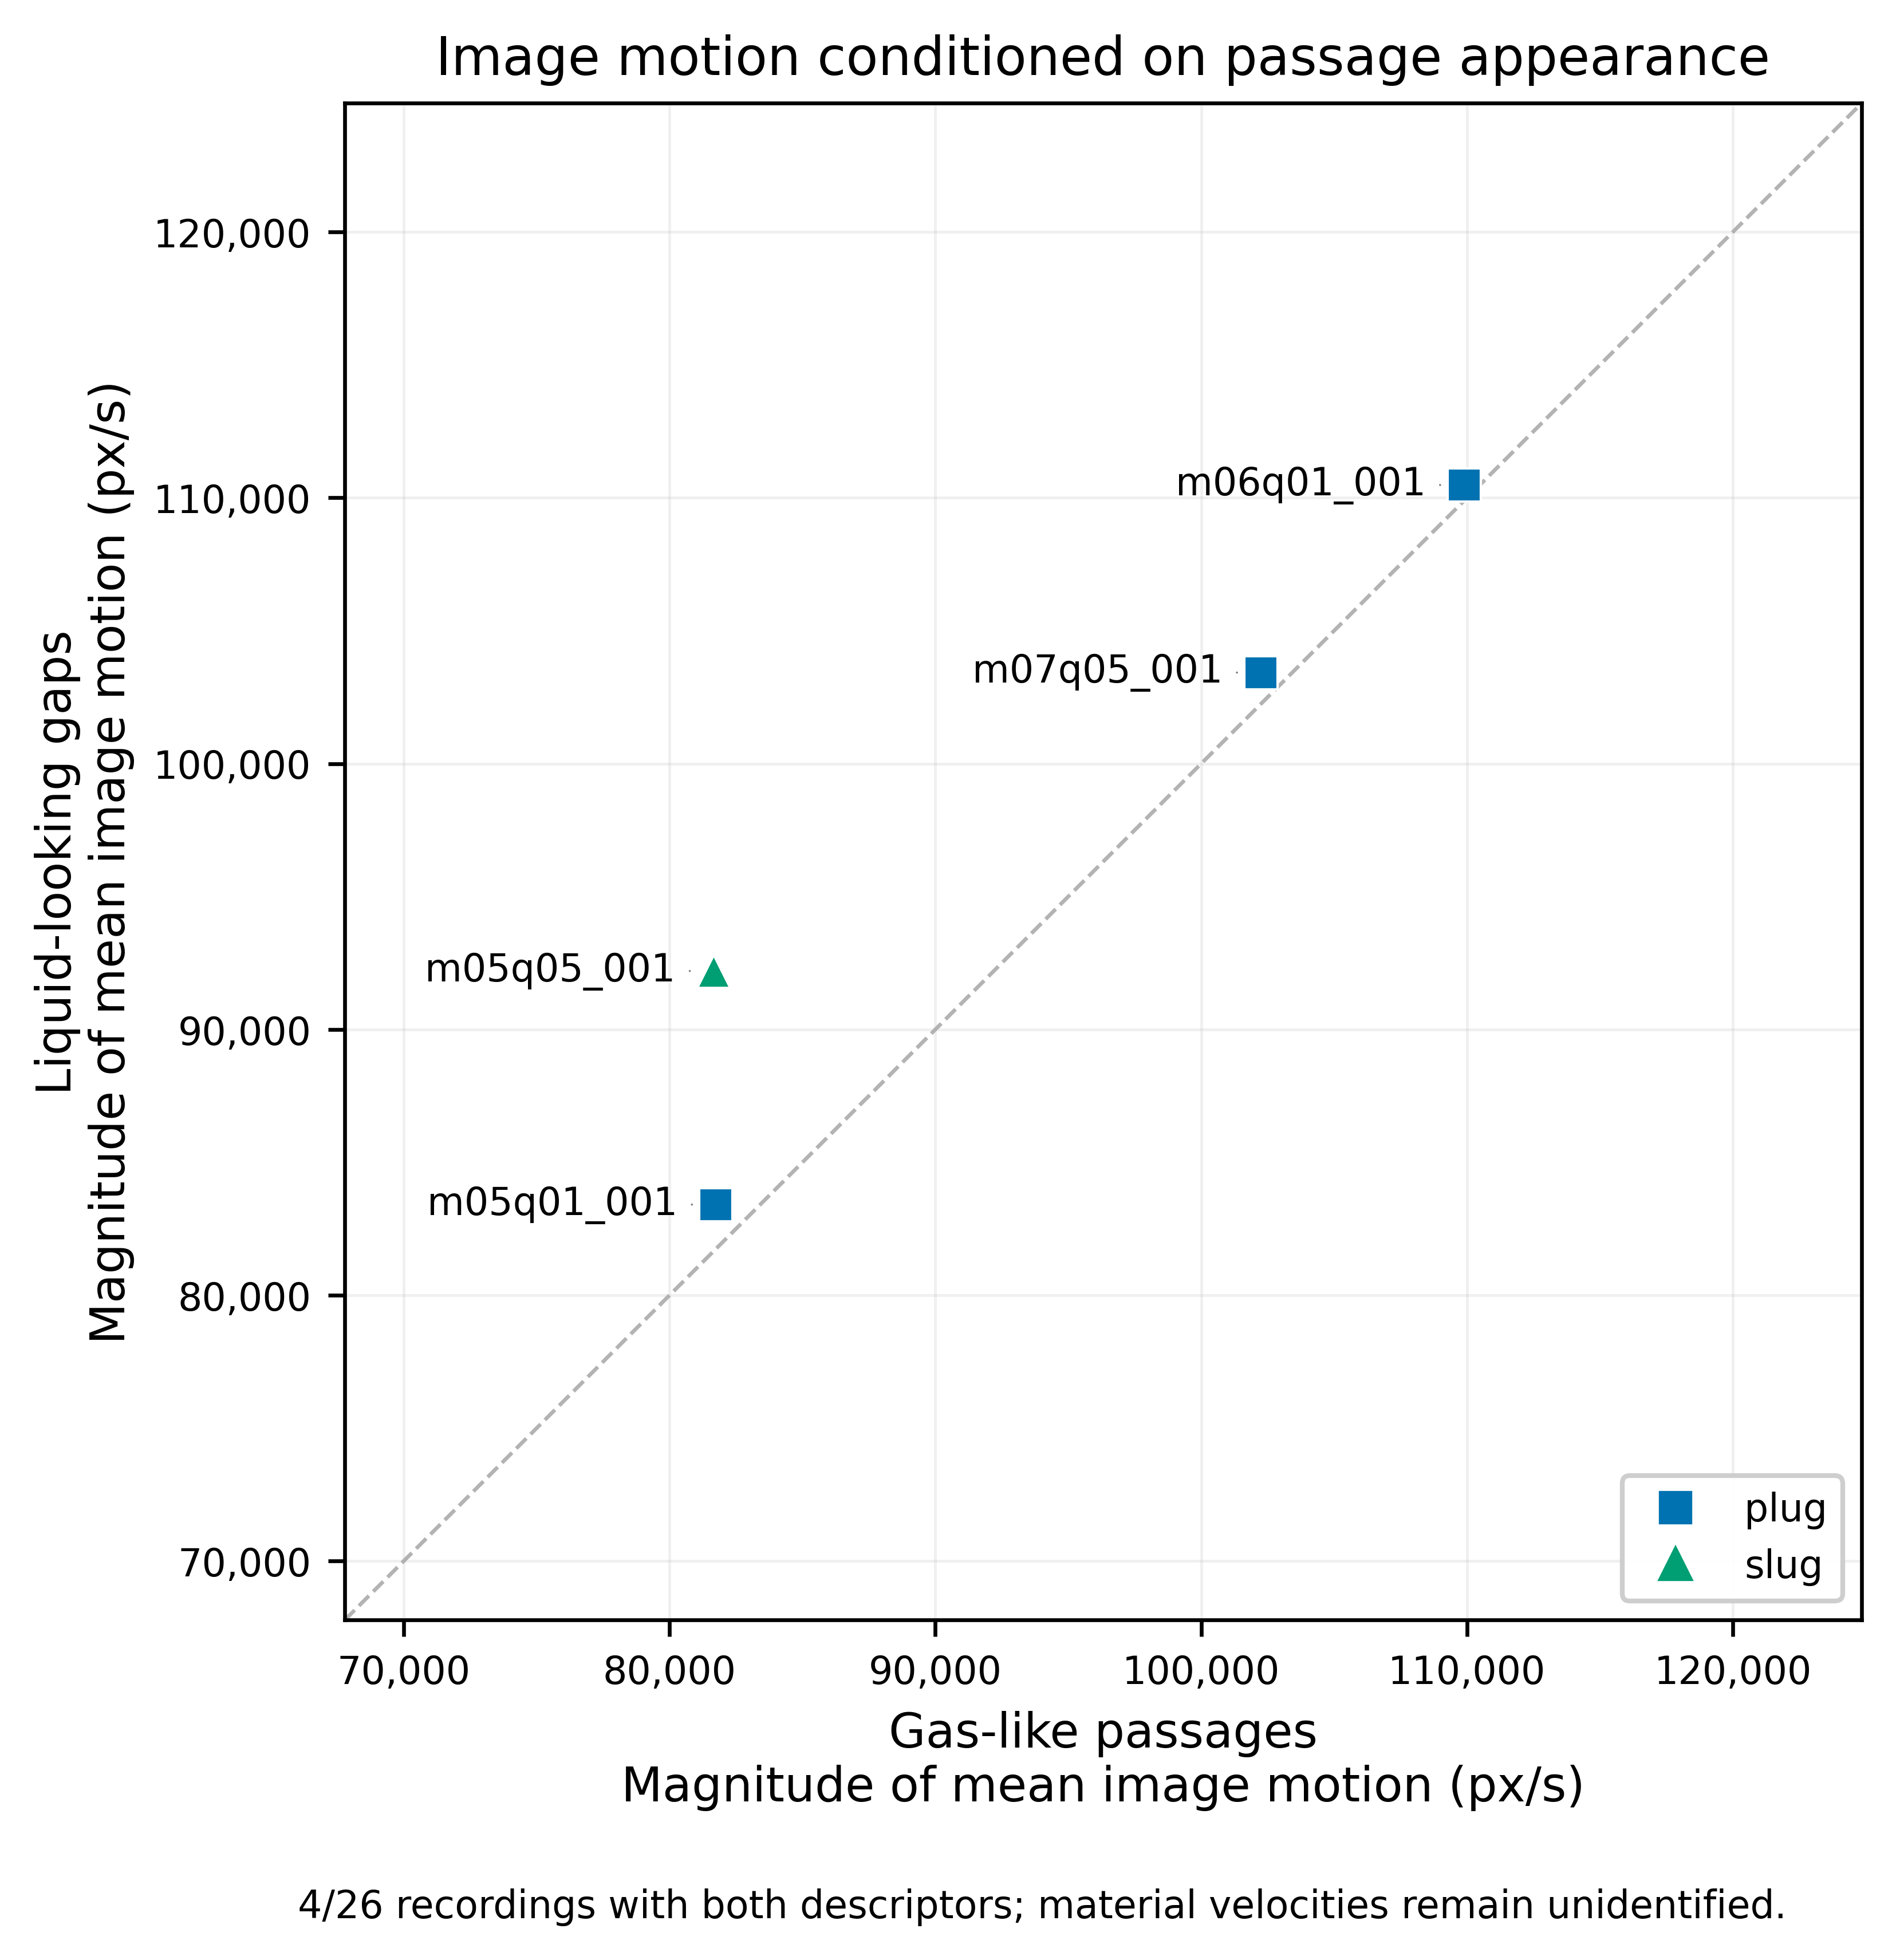 Image motion conditioned on passage appearance
Liquid-looking gaps
Magnitude of mean image motion (px/s)
120,000
110,000
100,000
90,000
80,000
70,000
m06q01_001
m07q05_001
m05q05_001
m05q01_001
plug
slug
70,000 80,000 90,000 100,000 110,000 120,000
Gas-like passages
Magnitude of mean image motion (px/s)
4/26 recordings with both descriptors; material velocities remain unidentified.